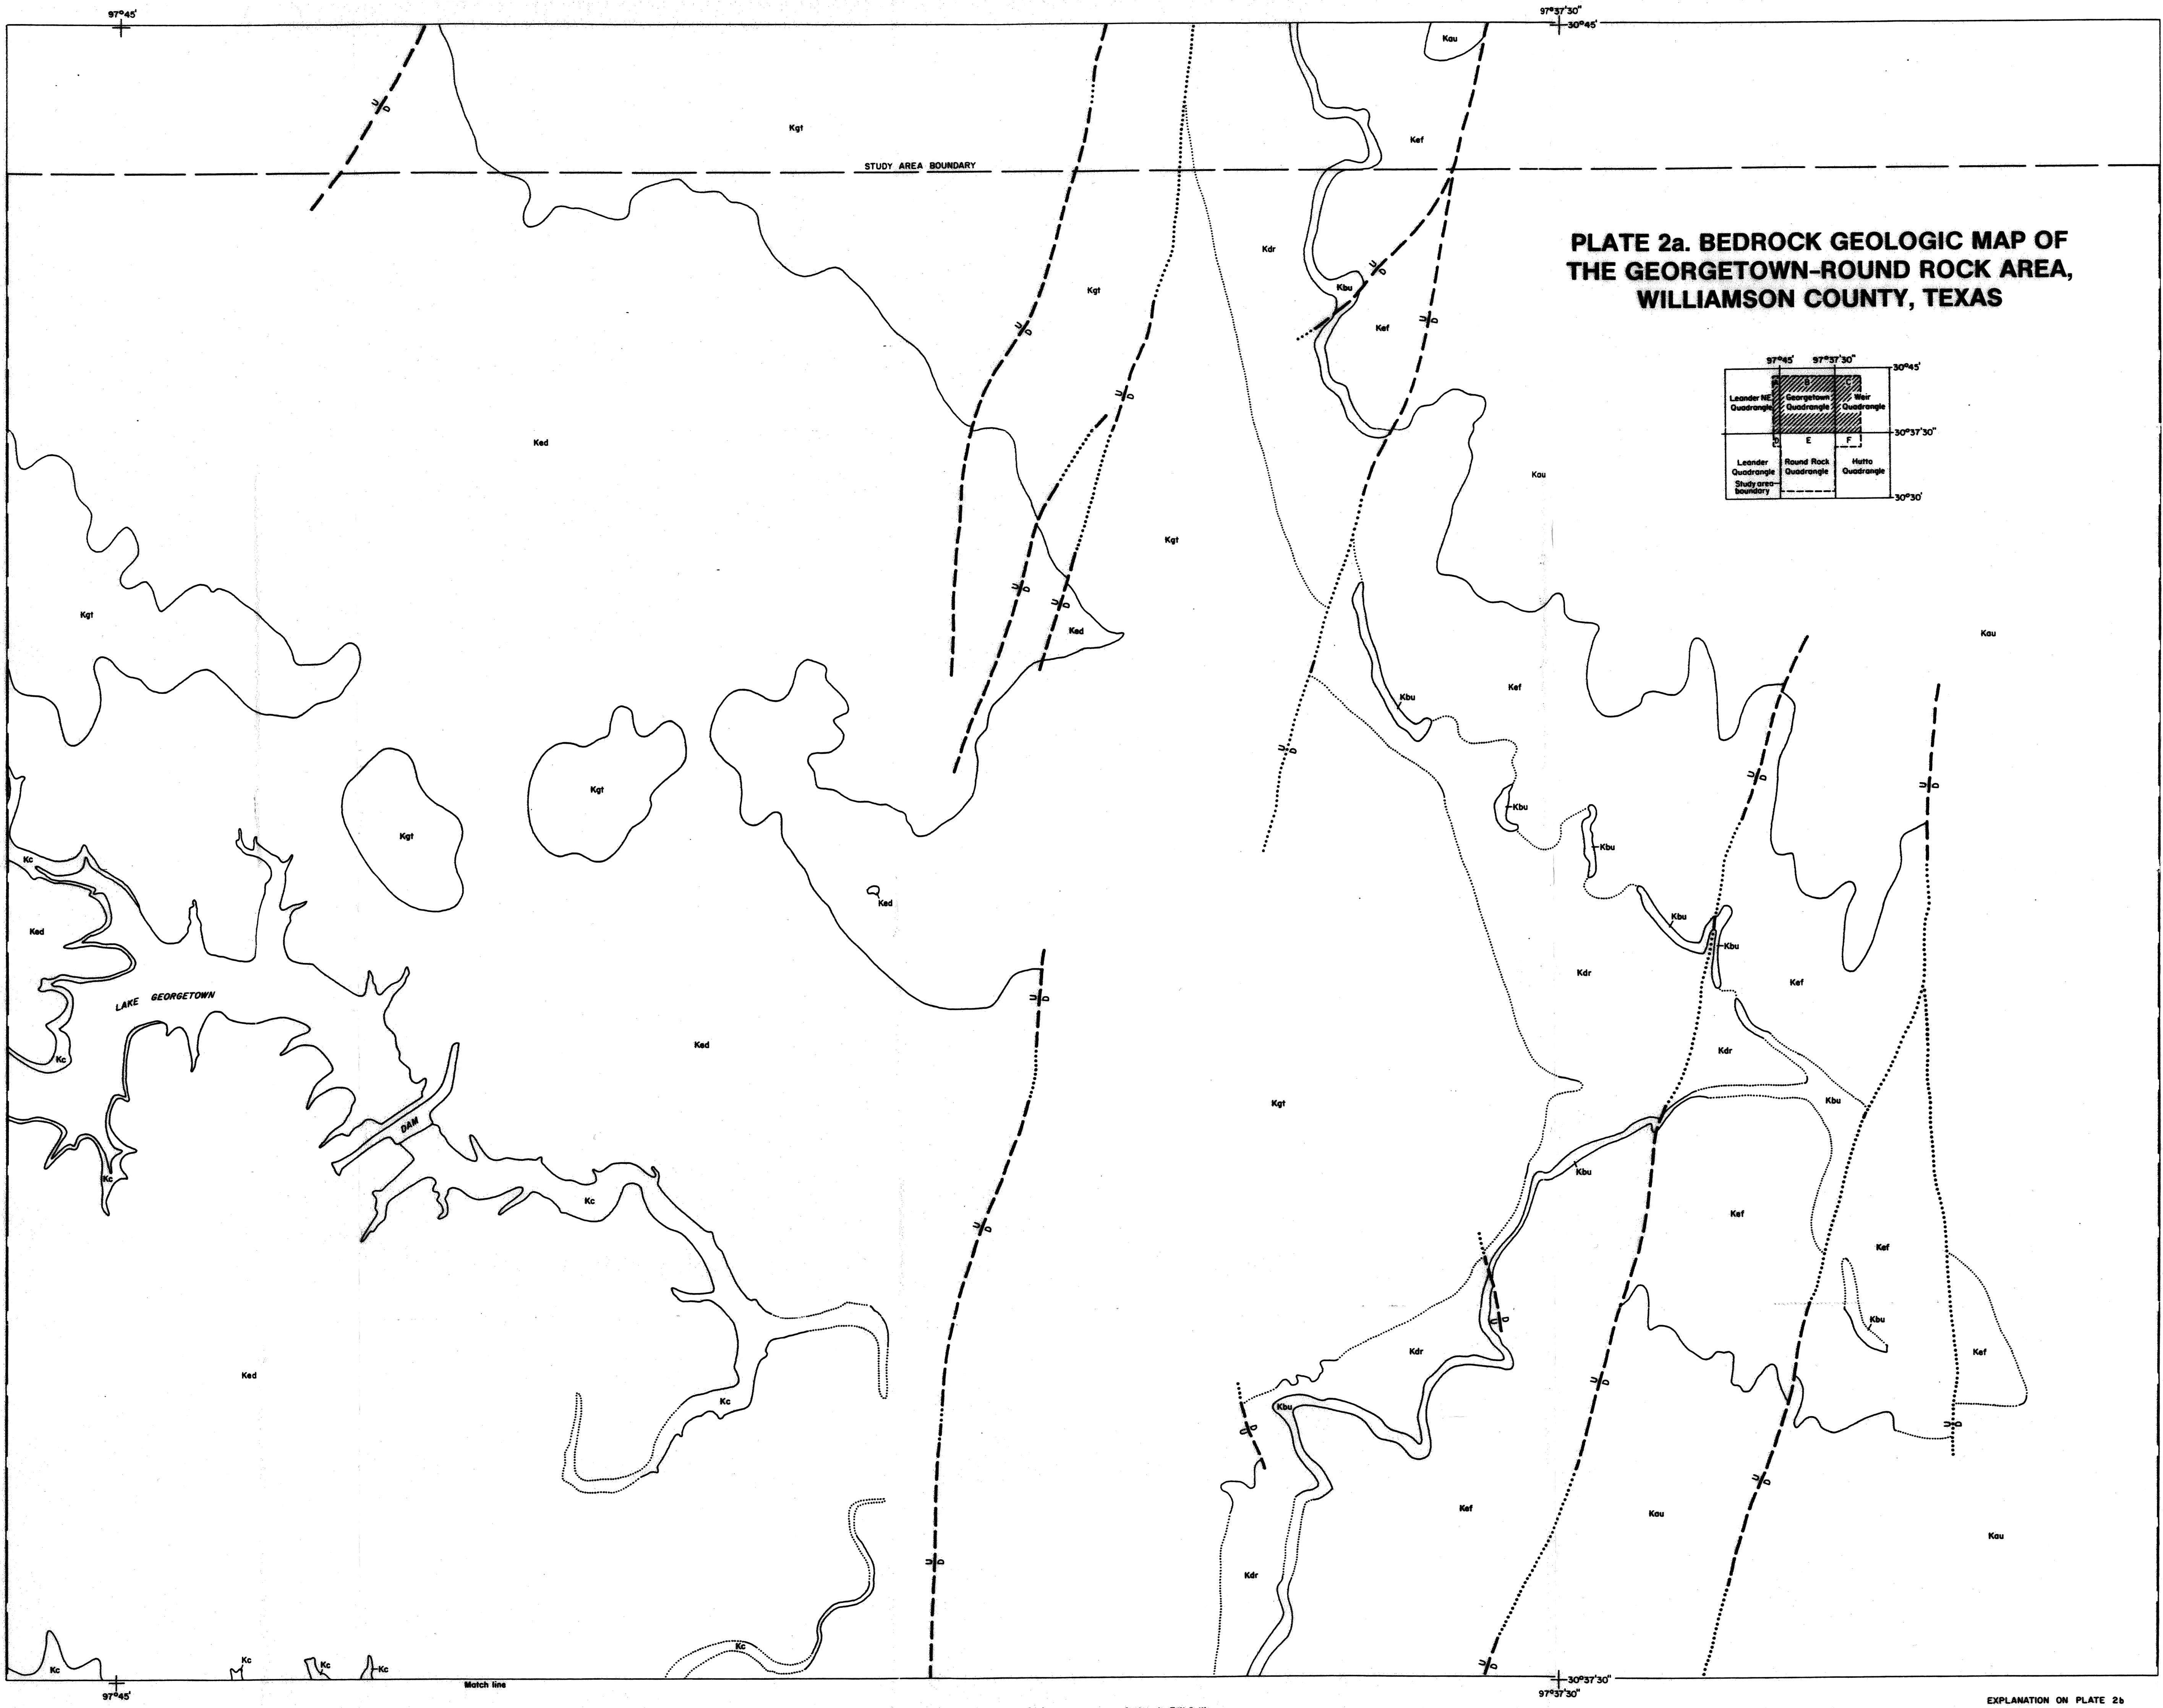 97°45'
97°37'30"
30°45'
Kau
U
D
Kgt
Kef
STUDY AREA BOUNDARY
PLATE 2a. BEDROCK GEOLOGIC MAP OF
THE GEORGETOWN-ROUND ROCK AREA,
WILLIAMSON COUNTY, TEXAS
Kdr
U
D
Kbu
Kgt
Kef
U
D
U
D
97°45' 97°37'30"
30°45'
B
C
Leander NE Georgetown Weir
Quadrangle Quadrangle Quadrangle
30°37'30"
D E F
Leander Round Rock Hutto
Quadrangle Quadrangle Quadrangle
Study area
boundary
30°30'
U
D
Ked
Kau
Kgt
U
D
U
D
Kgt
Ked
Kau
Kef
Kbu
U
D
U
D
U
D
Kgt
Kbu
Kgt
Kbu
Kc
Ked
Kbu
Ked
Kbu
Kdr
Kef
LAKE GEORGETOWN
U
D
Ked
Kdr
Kc
Kbu
Kgt
DAM
Kbu
Kc
Kc
Kef
U
D
Kef
Kbu
U
D
Kdr
Kef
Ked
U
D
Kc
Kbu
U
D
U
D
U
D
Kef
Kau
Kau
U
D
Kdr
Kc
Kc
Kc
Kc
Kc
U
D
30°37'30"
Match line
97°45'
97°37'30"
EXPLANATION ON PLATE 2b